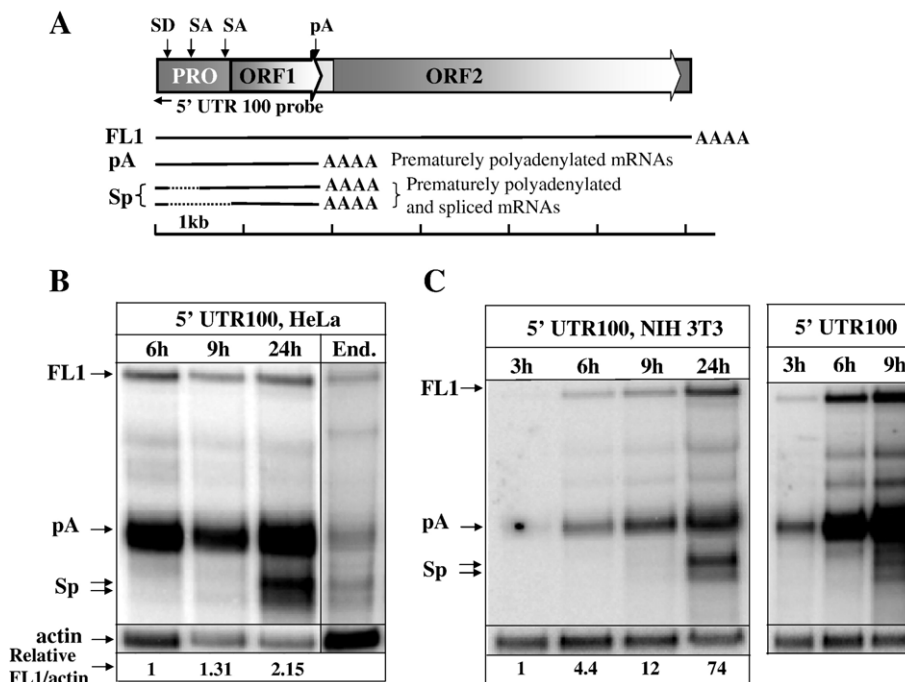 A
SD SA SA pA
PRO ORF1 ORF2
5' UTR 100 probe
FL1 AAAA
pA AAAA Prematurely polyadenylated mRNAs
Sp { AAAA } Prematurely polyadenylated
AAAA and spliced mRNAs
1kb
B
5' UTR100, HeLa
6h 9h 24h End.
FL1
pA
Sp
actin
Relative
FL1/actin 1 1.31 2.15
C
5' UTR100, NIH 3T3
3h 6h 9h 24h
FL1
pA
Sp
1 4.4 12 74
5' UTR100
3h 6h 9h